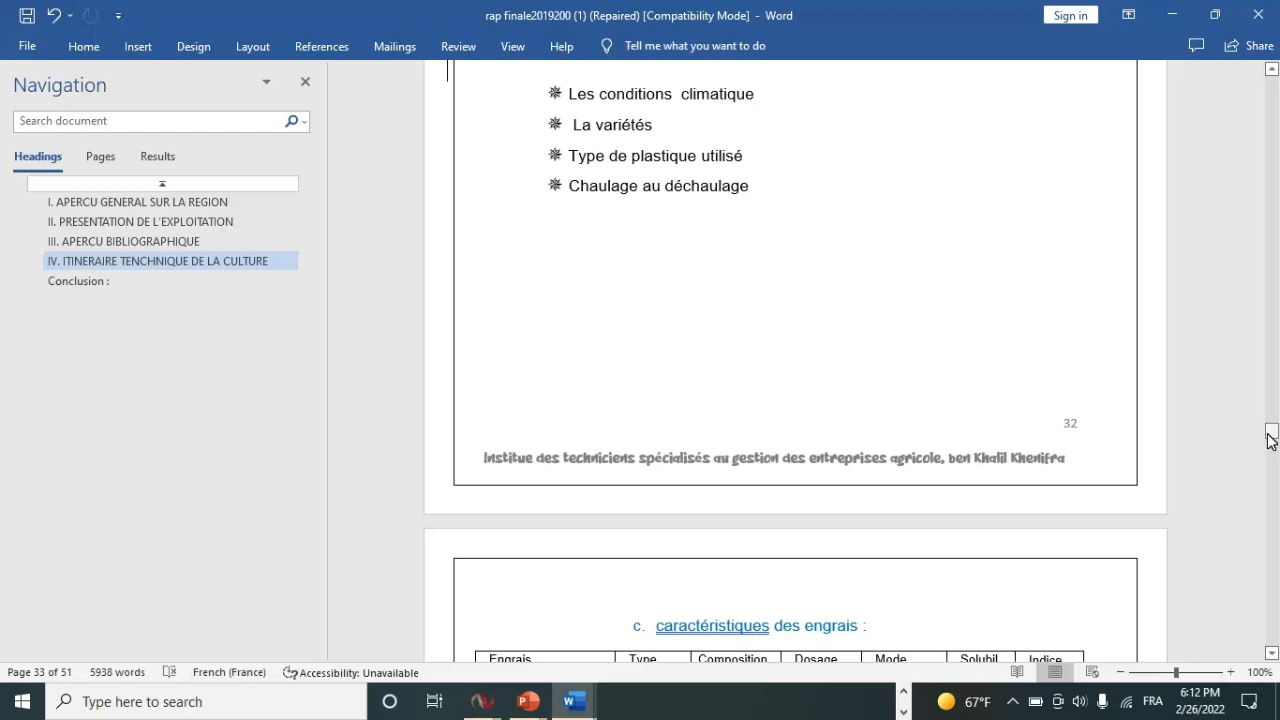 rap finale2019200 (1) (Repaired) [Compatibility Mode] - Word
Sign in
File Home Insert Design Layout References Mailings Review View Help Tell me what you want to do Share
Navigation
Search document
Headings Pages Results
I. APERCU GENERAL SUR LA REGION
II. PRESENTATION DE L'EXPLOITATION
III. APERCU BIBLIOGRAPHIQUE
IV. ITINERAIRE TENCHNIQUE DE LA CULTURE
Conclusion :
Les conditions climatique
La variétés
Type de plastique utilisé
Chaulage au déchaulage
32
Institue des techniciens spécialisés au gestion des entreprises agricole, ben Khalil Khenifra
c. caractéristiques des engrais :
Engrais Type Composition Dosage Mode Solubil Indice
Page 33 of 51 5938 words French (France) Accessibility: Unavailable 100%
Type here to search
67°F FRA
6:12 PM
2/26/2022